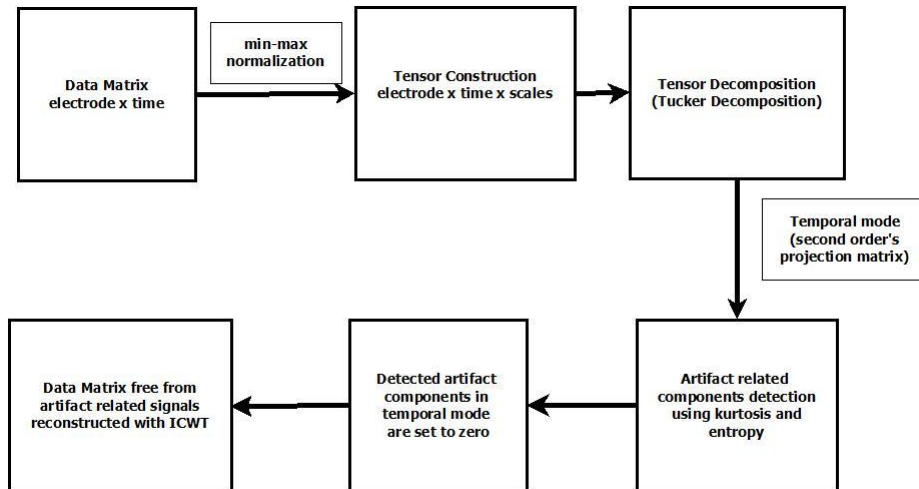 Data Matrix
electrode x time
min-max
normalization
Tensor Construction
electrode x time x scales
Tensor Decomposition
(Tucker Decomposition)
Temporal mode
(second order's
projection matrix)
Artifact related
components detection
using kurtosis and
entropy
Detected artifact
components in
temporal mode
are set to zero
Data Matrix free from
artifact related signals
reconstructed with ICWT